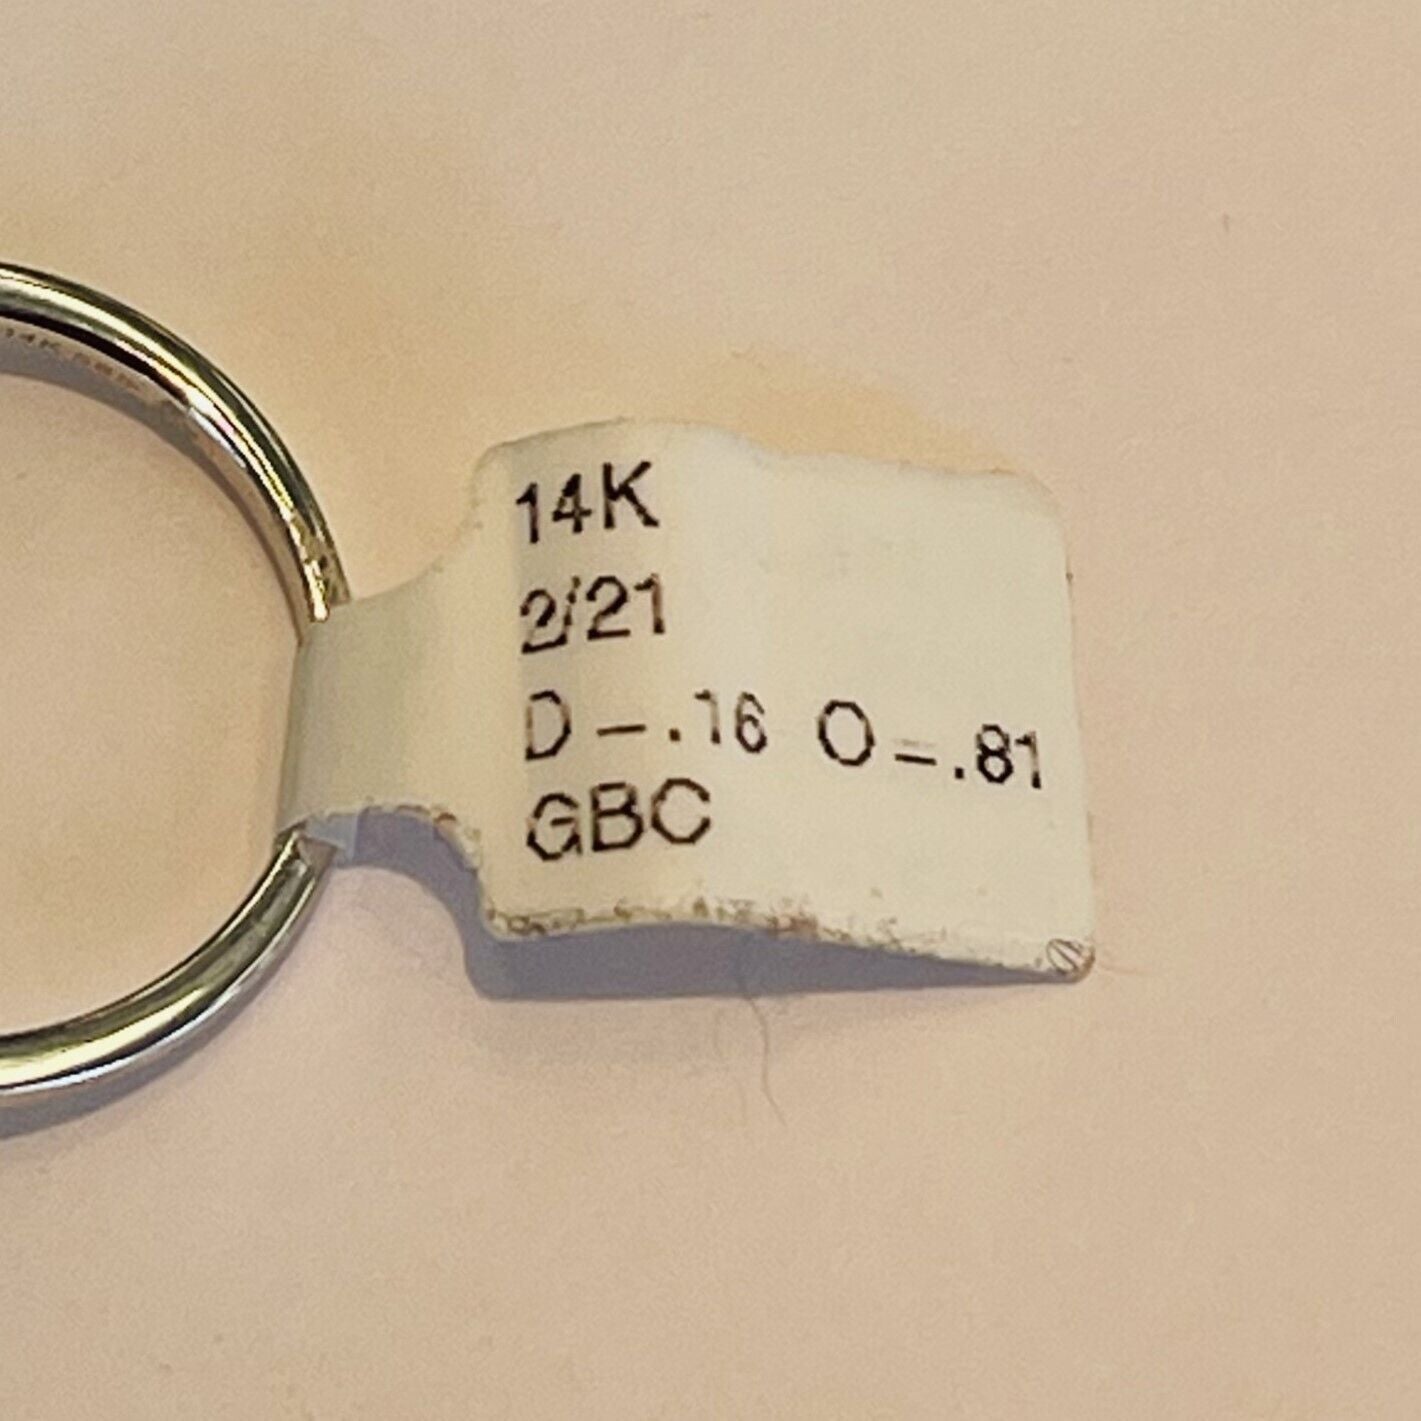 14K
2/21
D - .16 O = .81
GBC